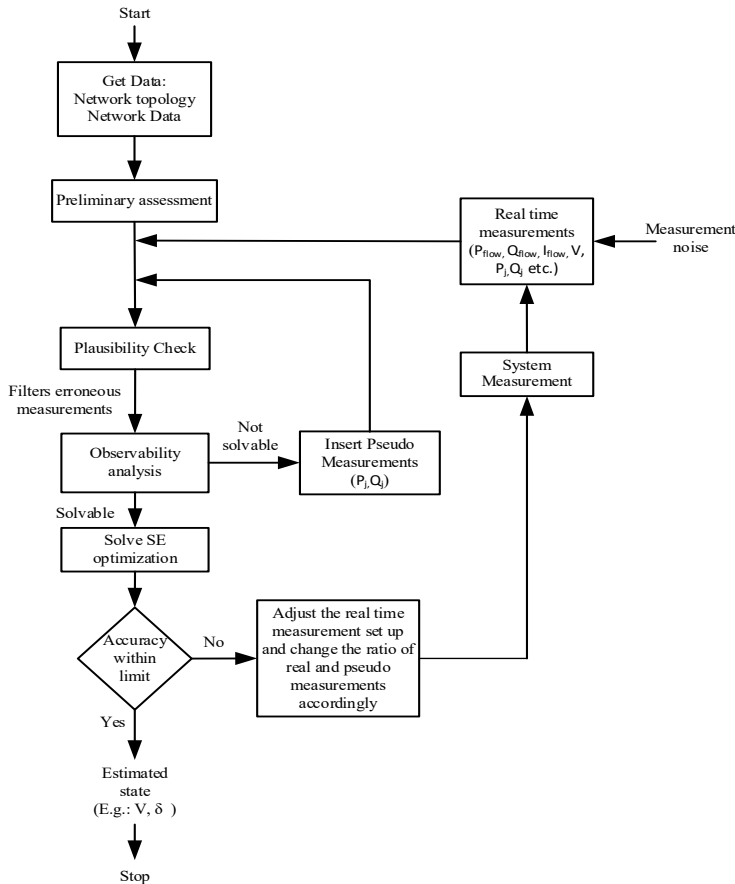 Start
Get Data:
Network topology
Network Data
Preliminary assessment
Real time
measurements
(Pflow, Qflow, Iflow, V,
Pj,Qj etc.)
Measurement
noise
Plausibility Check
System
Measurement
Filters erroneous
measurements
Observability
analysis
Not
solvable
Insert Pseudo
Measurements
(Pj,Qj)
Solvable
Solve SE
optimization
Accuracy
within
limit
No
Adjust the real time
measurement set up
and change the ratio of
real and pseudo
measurements
accordingly
Yes
Estimated
state
(E.g.: V, δ )
Stop